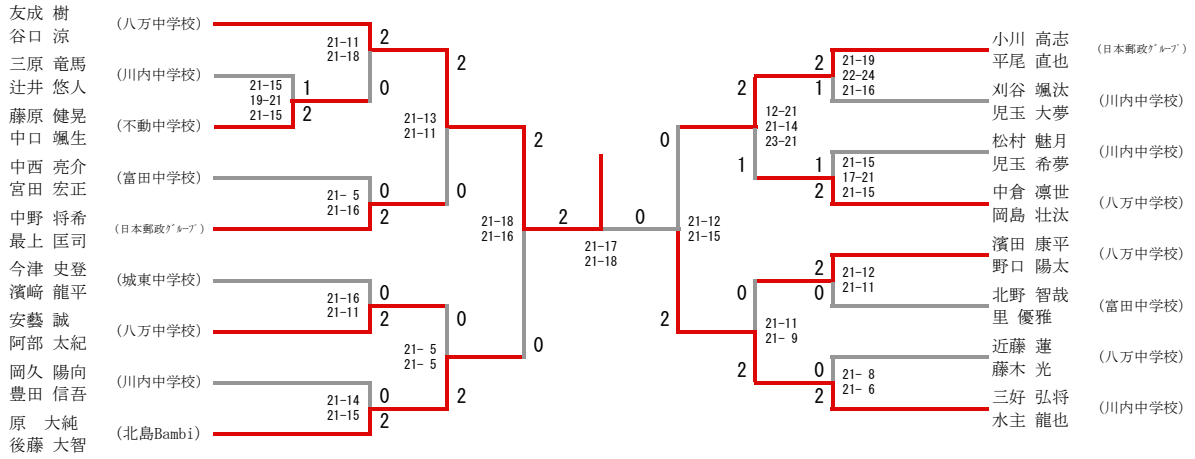 友成 樹
谷口 涼
(八万中学校)
三原 竜馬
辻井 悠人
(川内中学校)
藤原 健晃
中口 颯生
(不動中学校)
中西 亮介
宮田 宏正
(富田中学校)
中野 将希
最上 匡司
(日本郵政グループ)
今津 史登
濱﨑 龍平
(城東中学校)
安藝 誠
阿部 太紀
(八万中学校)
岡久 陽向
豊田 信吾
(川内中学校)
原 大純
後藤 大智
(北島Bambi)
21-11
21-18
2
0
21-15
19-21
21-15
1
2
21-13
21-11
2
0
21- 5
21-16
0
2
21-18
21-16
2
0
21-16
21-11
0
2
21- 5
21- 5
0
2
21-14
21-15
0
2
2
0
21-17
21-18
0
2
21-12
21-15
2
1
12-21
21-14
23-21
2
1
21-19
22-24
21-16
1
2
21-15
17-21
21-15
0
2
21-11
21- 9
2
0
21-12
21-11
0
2
21- 8
21- 6
小川 高志
平尾 直也
(日本郵政グループ)
刈谷 颯汰
児玉 大夢
(川内中学校)
松村 魅月
児玉 希夢
(川内中学校)
中倉 凛世
岡島 壮汰
(八万中学校)
濱田 康平
野口 陽太
(八万中学校)
北野 智哉
里 優雅
(富田中学校)
近藤 蓮
藤木 光
(八万中学校)
三好 弘将
水主 龍也
(川内中学校)